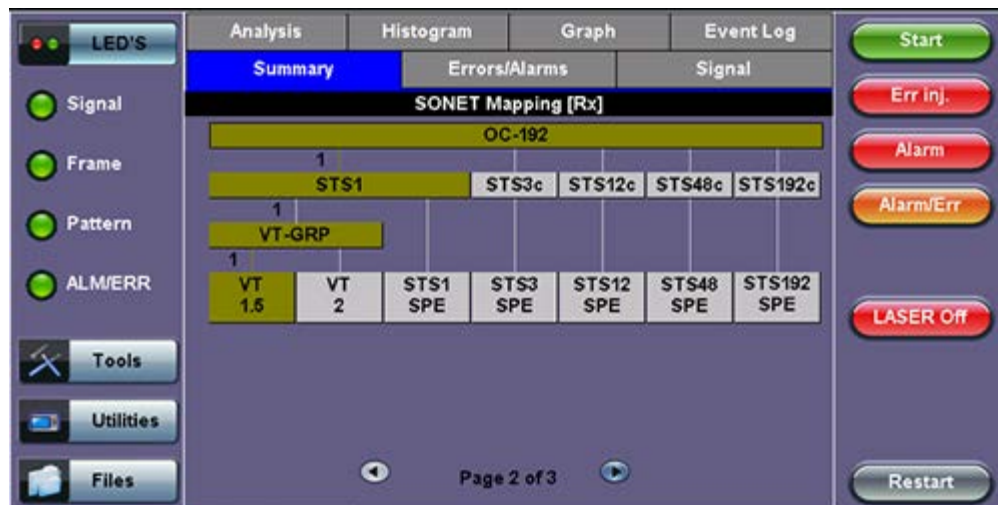 LED'S
Signal
Frame
Pattern
ALM/ERR
Tools
Utilities
Files
Analysis Histogram Graph Event Log
Summary Errors/Alarms Signal
SONET Mapping [Rx]
OC-192
1
STS1 STS3c STS12c STS48c STS192c
1
VT-GRP
1
VT 1.5 VT 2 STS1 SPE STS3 SPE STS12 SPE STS48 SPE STS192 SPE
Page 2 of 3
Start
Err inj.
Alarm
Alarm/Err
LASER Off
Restart